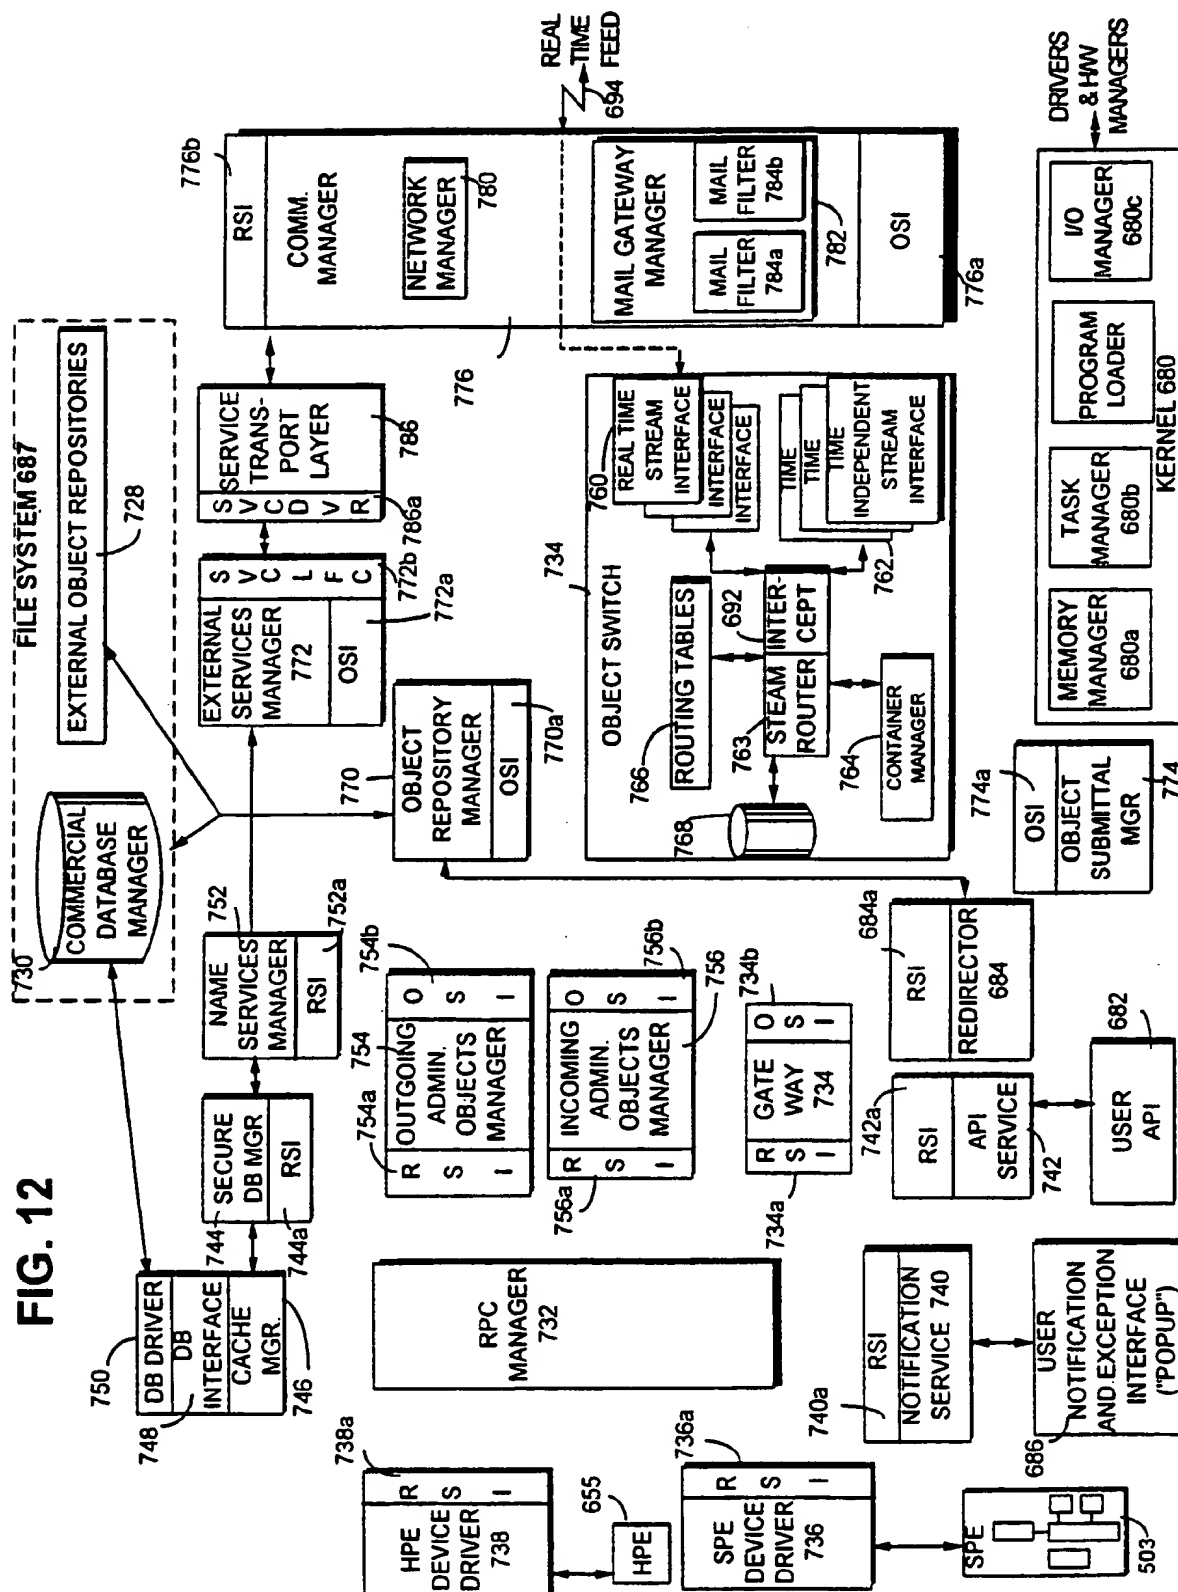 FIG. 12
FILE SYSTEM 687
EXTERNAL OBJECT REPOSITORIES
728
COMMERCIAL
DATABASE
MANAGER
730
750
DB DRIVER
DB
INTERFACE
CACHE
MGR.
748
746
744
SECURE
DB MGR
RSI
744a
752
NAME
SERVICES
MANAGER
RSI
752a
EXTERNAL
SERVICES
MANAGER
772
OSI
772a
S
V
C
I
F
C
772b
S
V
C
D
V
R
786a
SERVICE
TRANS-
PORT
LAYER
786
776b
RSI
COMM.
MANAGER
NETWORK
MANAGER
780
776
REAL
TIME
FEED
694
MAIL GATEWAY
MANAGER
MAIL
FILTER
784a
MAIL
FILTER
784b
782
OSI
776a
738a
HPE
DEVICE
DRIVER
738
R
S
I
655
HPE
736a
SPE
DEVICE
DRIVER
736
R
S
I
SPE
503
RPC
MANAGER
732
754a
R
S
I
754
OUTGOING
ADMIN.
OBJECTS
MANAGER
754b
O
S
I
756a
R
S
I
INCOMING
ADMIN.
OBJECTS
MANAGER
756b
O
S
I
756
734a
R
S
I
GATE
WAY
734
734b
O
S
I
770
OBJECT
REPOSITORY
MANAGER
OSI
770a
734
OBJECT SWITCH
760
REAL TIME
STREAM
INTERFACE
INTERFACE
INTERFACE
TIME
TIME
TIME
INDEPENDENT
STREAM
INTERFACE
762
766
ROUTING TABLES
692
763
STEAM
ROUTER
INTER-
CEPT
764
CONTAINER
MANAGER
768
740a
RSI
NOTIFICATION
SERVICE 740
686
USER
NOTIFICATION
AND.EXCEPTION
INTERFACE
("POPUP")
742a
RSI
API
SERVICE
742
682
USER
API
684a
RSI
REDIRECTOR
684
774a
OSI
OBJECT
SUBMITTAL
MGR
774
MEMORY
MANAGER
680a
TASK
MANAGER
680b
PROGRAM
LOADER
I/O
MANAGER
680c
KERNEL 680
DRIVERS
& H/W
MANAGERS